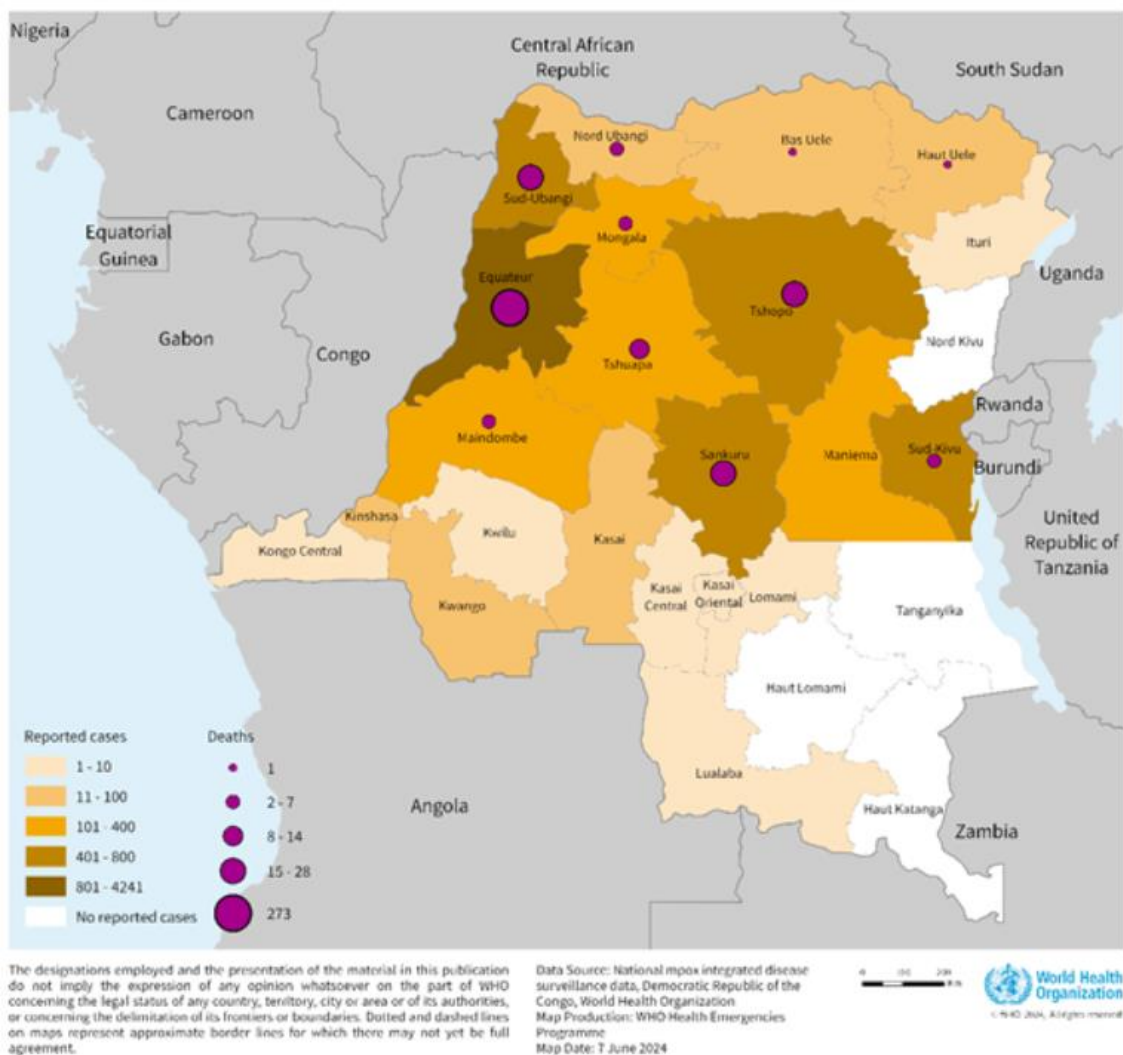 Nigeria
Central African
Republic
South Sudan
Cameroon
Nord Ubangi
Bas Uele
Haut Uele
Sud-Ubangi
Mongala
Ituri
Equatorial
Guinea
Equateur
Uganda
Tshopo
Gabon
Congo
Nord Kivu
Tshuapa
Rwanda
Maindombe
Sankuru
Maniema
Sud-Kivu
Burundi
Kinshasa
Kwilu
Kasai
Kongo Central
United
Republic of
Tanzania
Kasai
Central
Kasai
Oriental
Lomami
Kwango
Tanganyika
Haut Lomami
Lualaba
Angola
Haut Katanga
Zambia
Reported cases
1 - 10
11 - 100
101 - 400
401 - 800
801 - 4241
No reported cases
Deaths
1
2 - 7
8 - 14
15 - 28
273
The designations employed and the presentation of the material in this publication
do not imply the expression of any opinion whatsoever on the part of WHO
concerning the legal status of any country, territory, city or area or of its authorities,
or concerning the delimitation of its frontiers or boundaries. Dotted and dashed lines
on maps represent approximate border lines for which there may not yet be full
agreement.
Data Source: National mpox integrated disease
surveillance data, Democratic Republic of the
Congo, World Health Organization
Map Production: WHO Health Emergencies
Programme
Map Date: 7 June 2024
World Health
Organization
© WHO 2024, All rights reserved